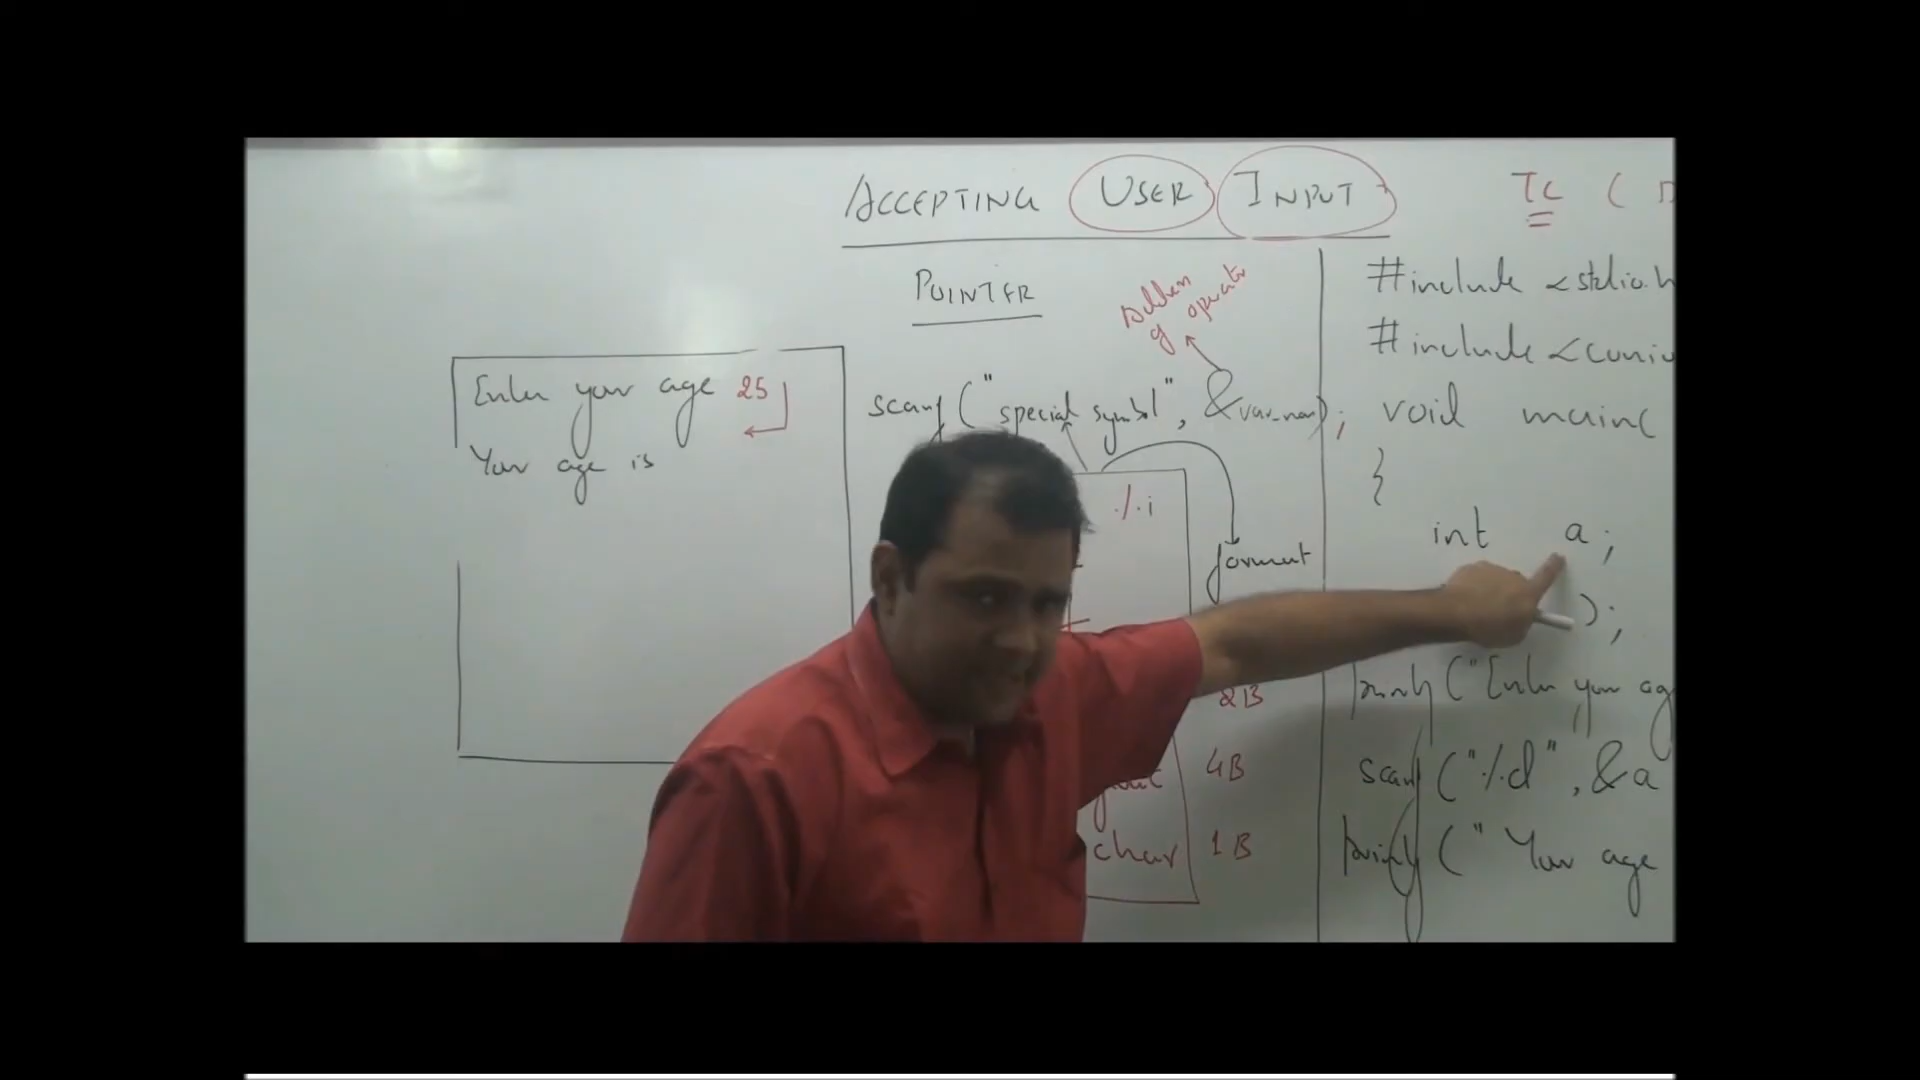 ACCEPTING USER INPUT
POINTER
Address
of operator
scanf ("special symbol", &var_nam);
%i
format
2B
4B
char 1B
Enter your age 25
Your age is
TC (
#include <stdio.h
#include <conio
void main(
{
int a;
);
printf ("Enter your ag
scanf ("%d", &a
printf (" Your age